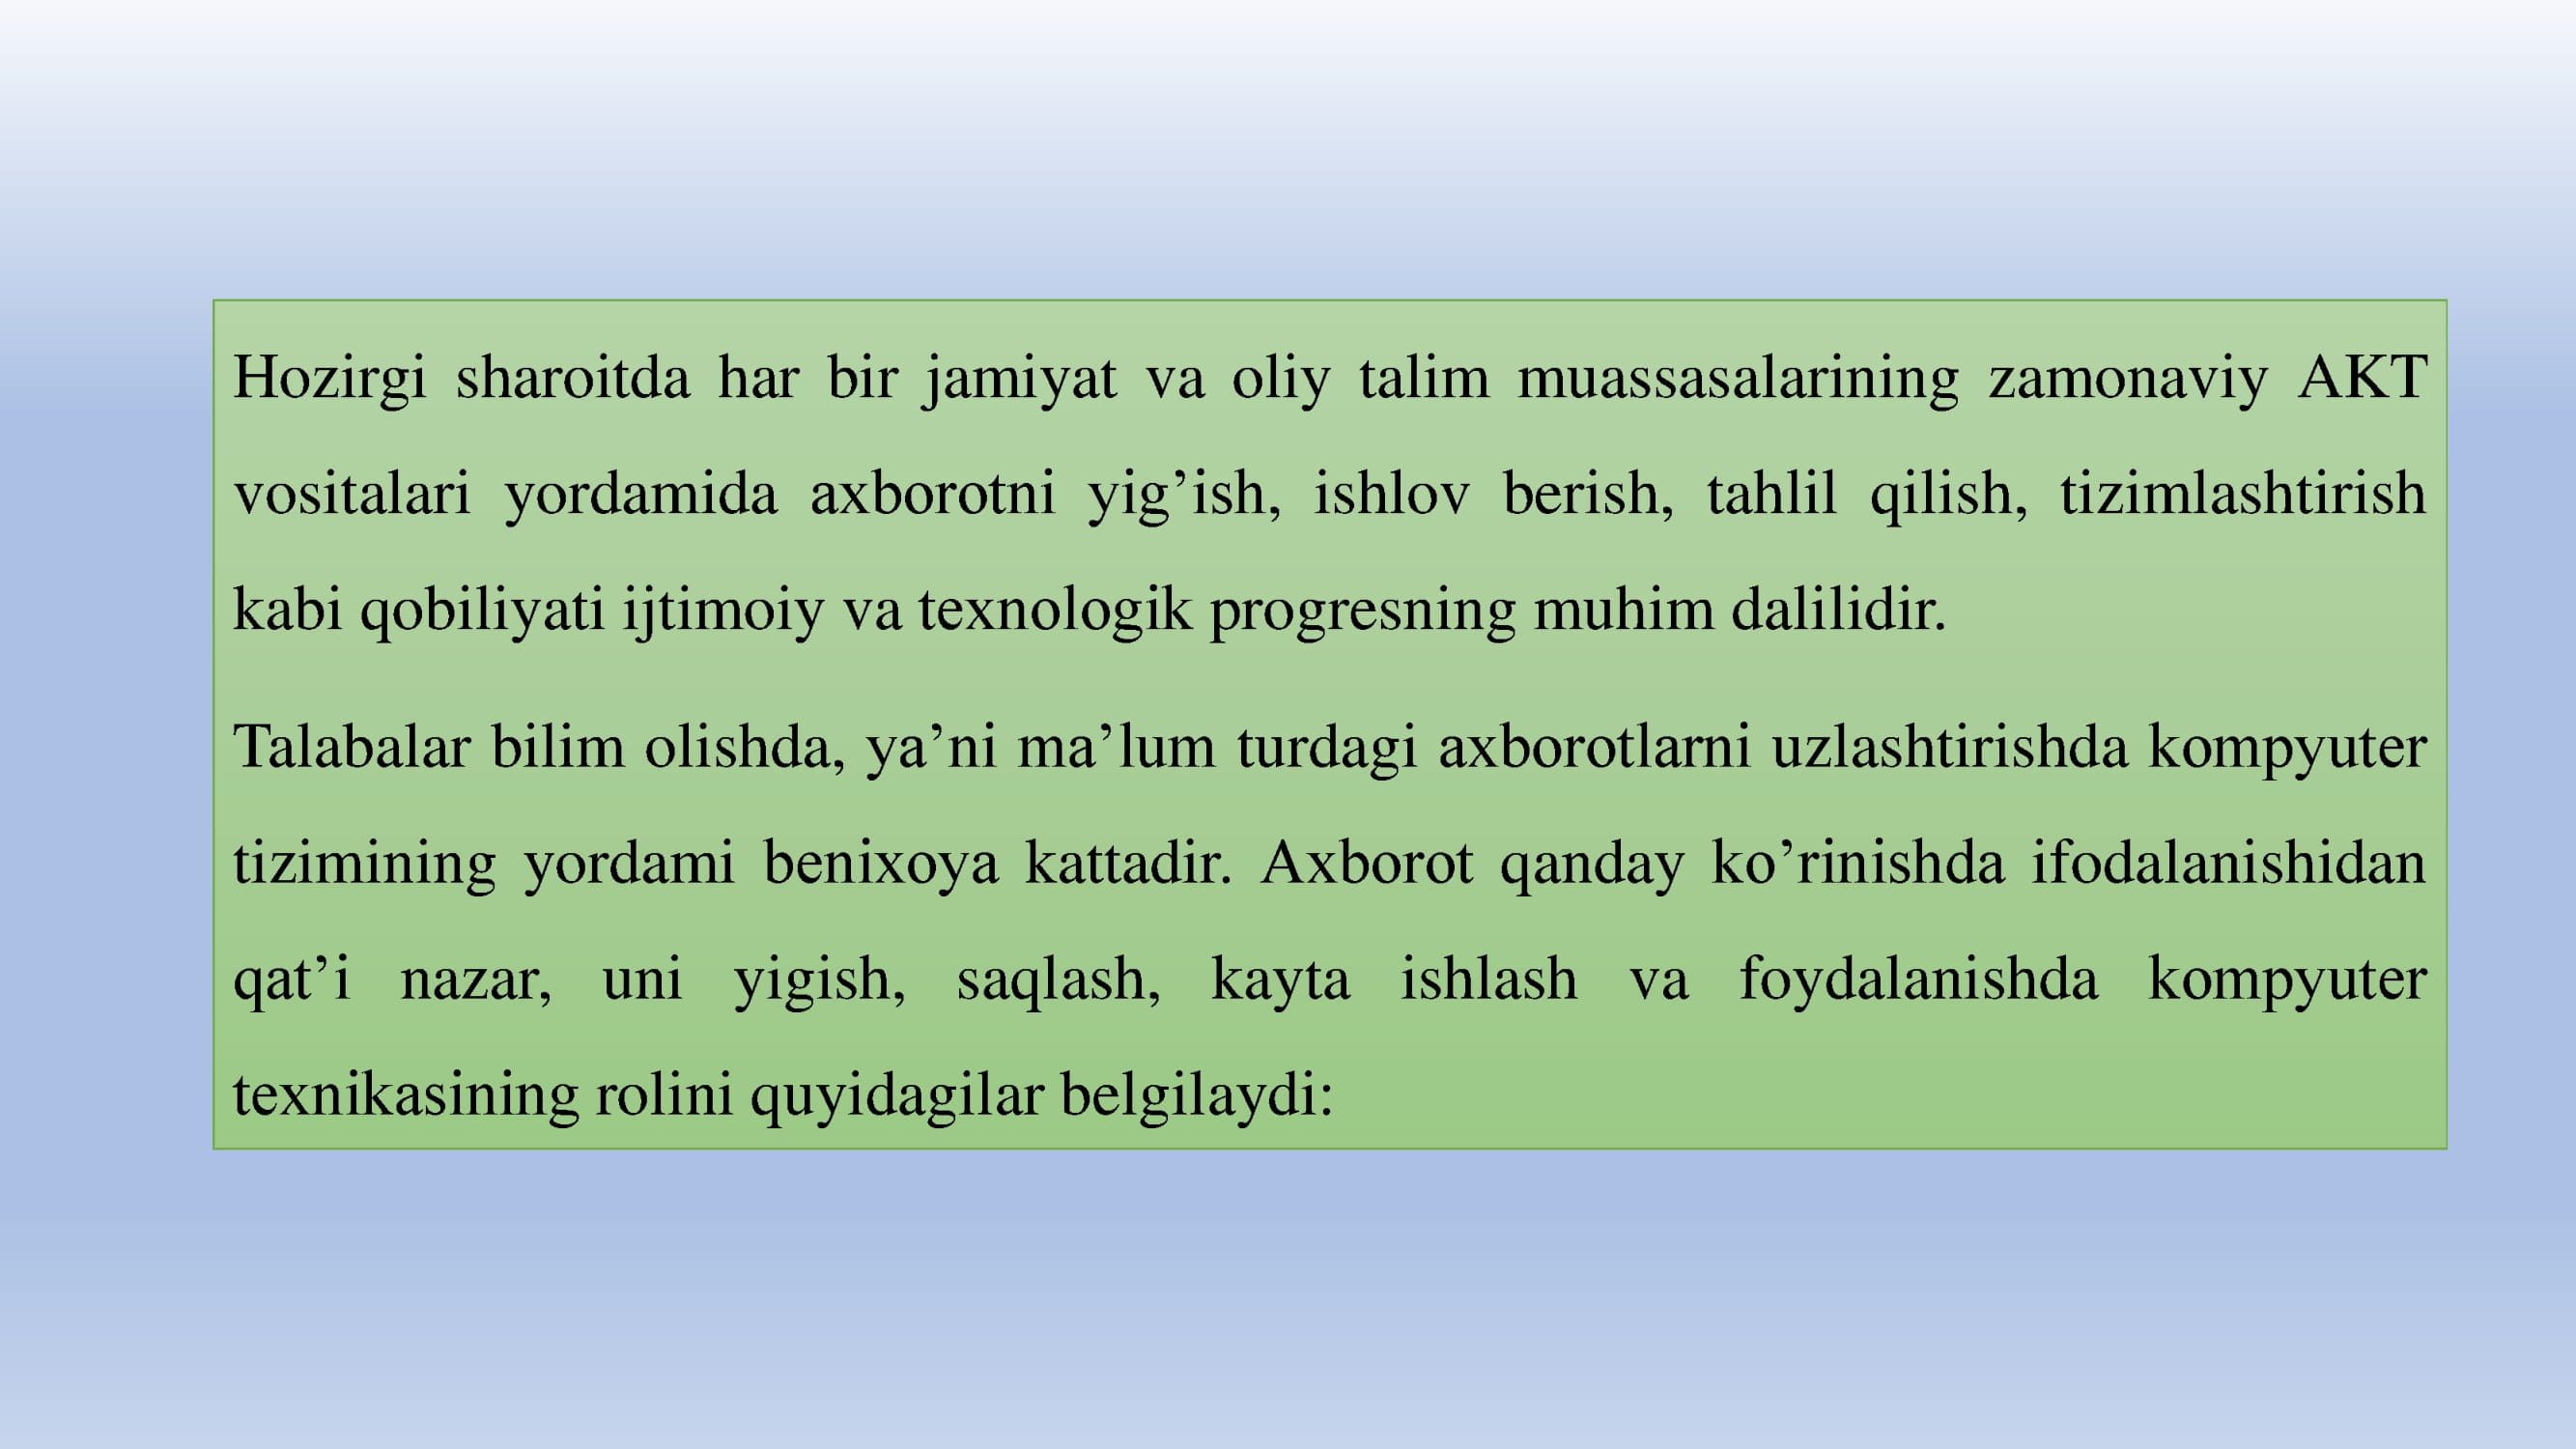 Hozirgi sharoitda har bir jamiyat va oliy talim muassasalarining zamonaviy AKT
vositalari yordamida axborotni yig’ish, ishlov berish, tahlil qilish, tizimlashtirish
kabi qobiliyati ijtimoiy va texnologik progresning muhim dalilidir.
Talabalar bilim olishda, ya’ni ma’lum turdagi axborotlarni uzlashtirishda kompyuter
tizimining yordami benixoya kattadir. Axborot qanday ko’rinishda ifodalanishidan
qat’i nazar, uni yigish, saqlash, kayta ishlash va foydalanishda kompyuter
texnikasining rolini quyidagilar belgilaydi: